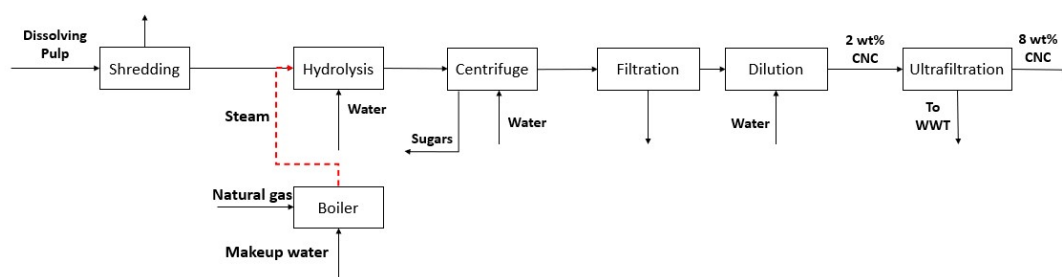 Dissolving
Pulp
Shredding
Hydrolysis
Centrifuge
Filtration
Dilution
2 wt%
CNC
Ultrafiltration
8 wt%
CNC
Steam
Water
Sugars
Water
Water
To
WWT
Natural gas
Boiler
Makeup water